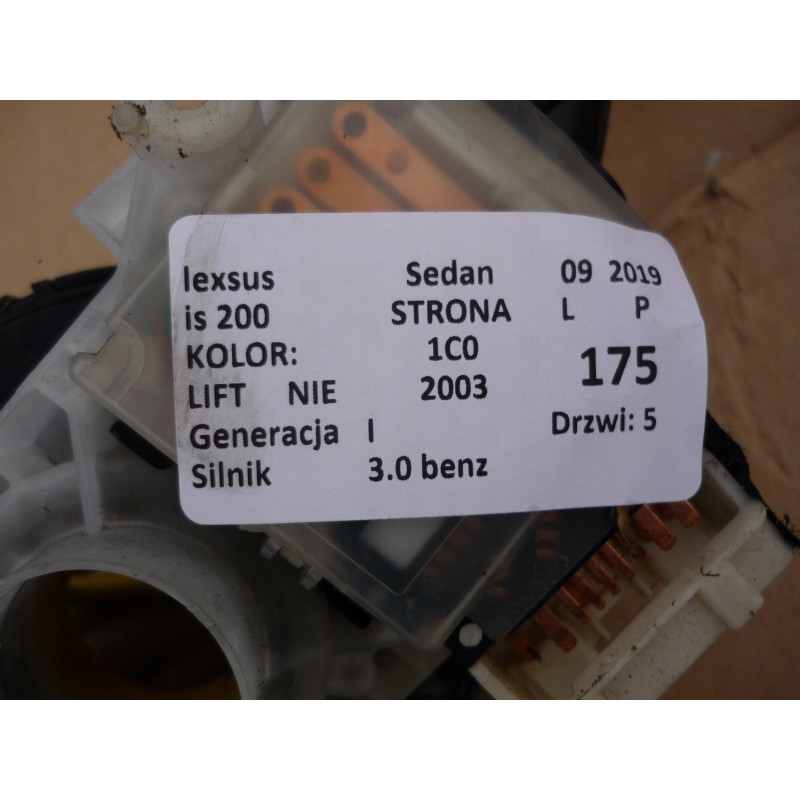 lexsus Sedan 09 2019
is 200 STRONA L P
KOLOR: 1C0 175
LIFT NIE 2003
Generacja I Drzwi: 5
Silnik 3.0 benz